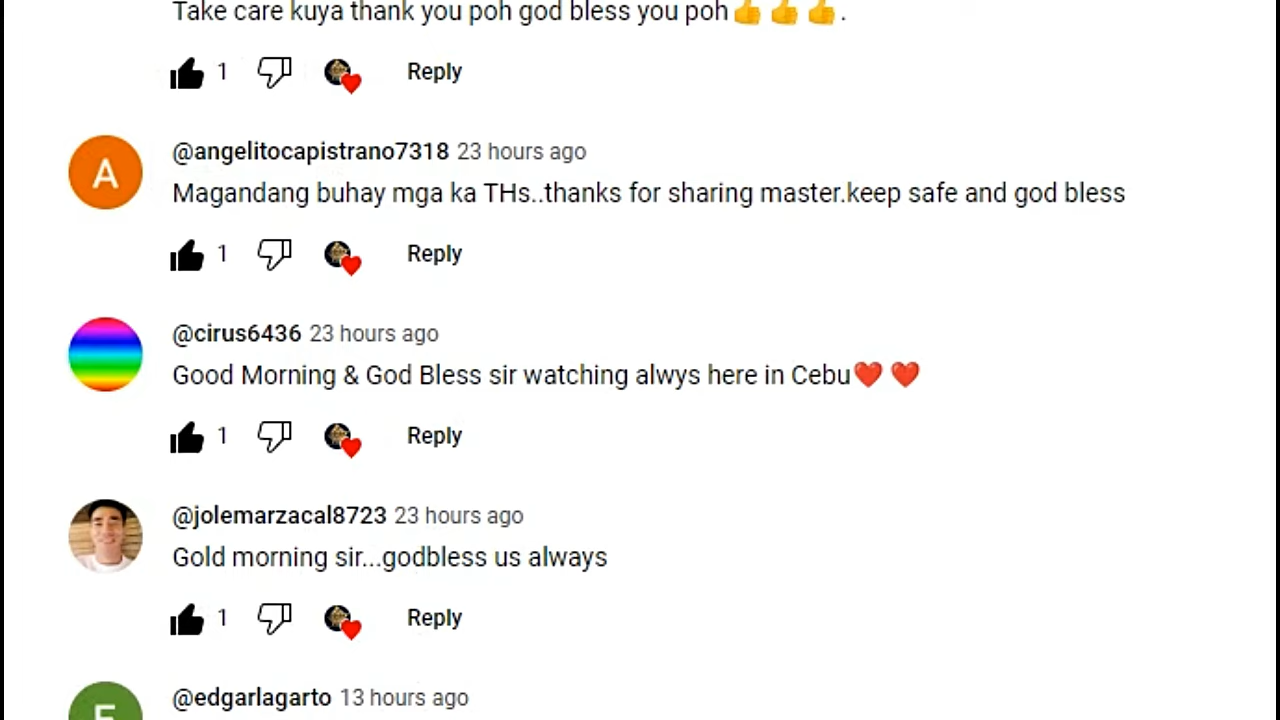 Take care kuya thank you poh god bless you poh👍👍👍.
1 Reply
A
@angelitocapistrano7318 23 hours ago
Magandang buhay mga ka THs..thanks for sharing master.keep safe and god bless
1 Reply
@cirus6436 23 hours ago
Good Morning & God Bless sir watching alwys here in Cebu❤️❤️
1 Reply
@jolemarzacal8723 23 hours ago
Gold morning sir...godbless us always
1 Reply
@edgarlagarto 13 hours ago
E